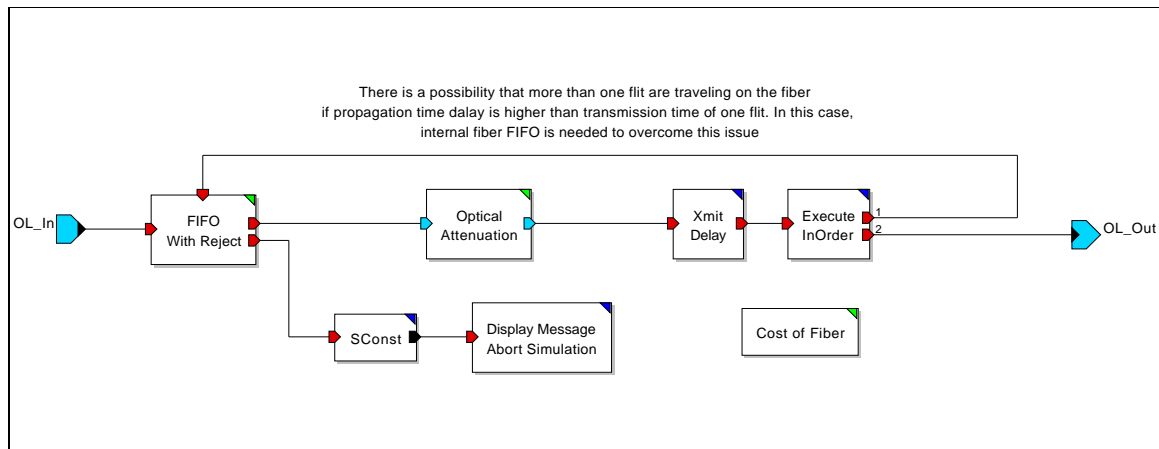 There is a possibility that more than one flit are traveling on the fiber
if propagation time dalay is higher than transmission time of one flit. In this case,
internal fiber FIFO is needed to overcome this issue
OL_In
FIFO
With Reject
Optical
Attenuation
Xmit
Delay
Execute
InOrder
1
2
OL_Out
SConst
Display Message
Abort Simulation
Cost of Fiber